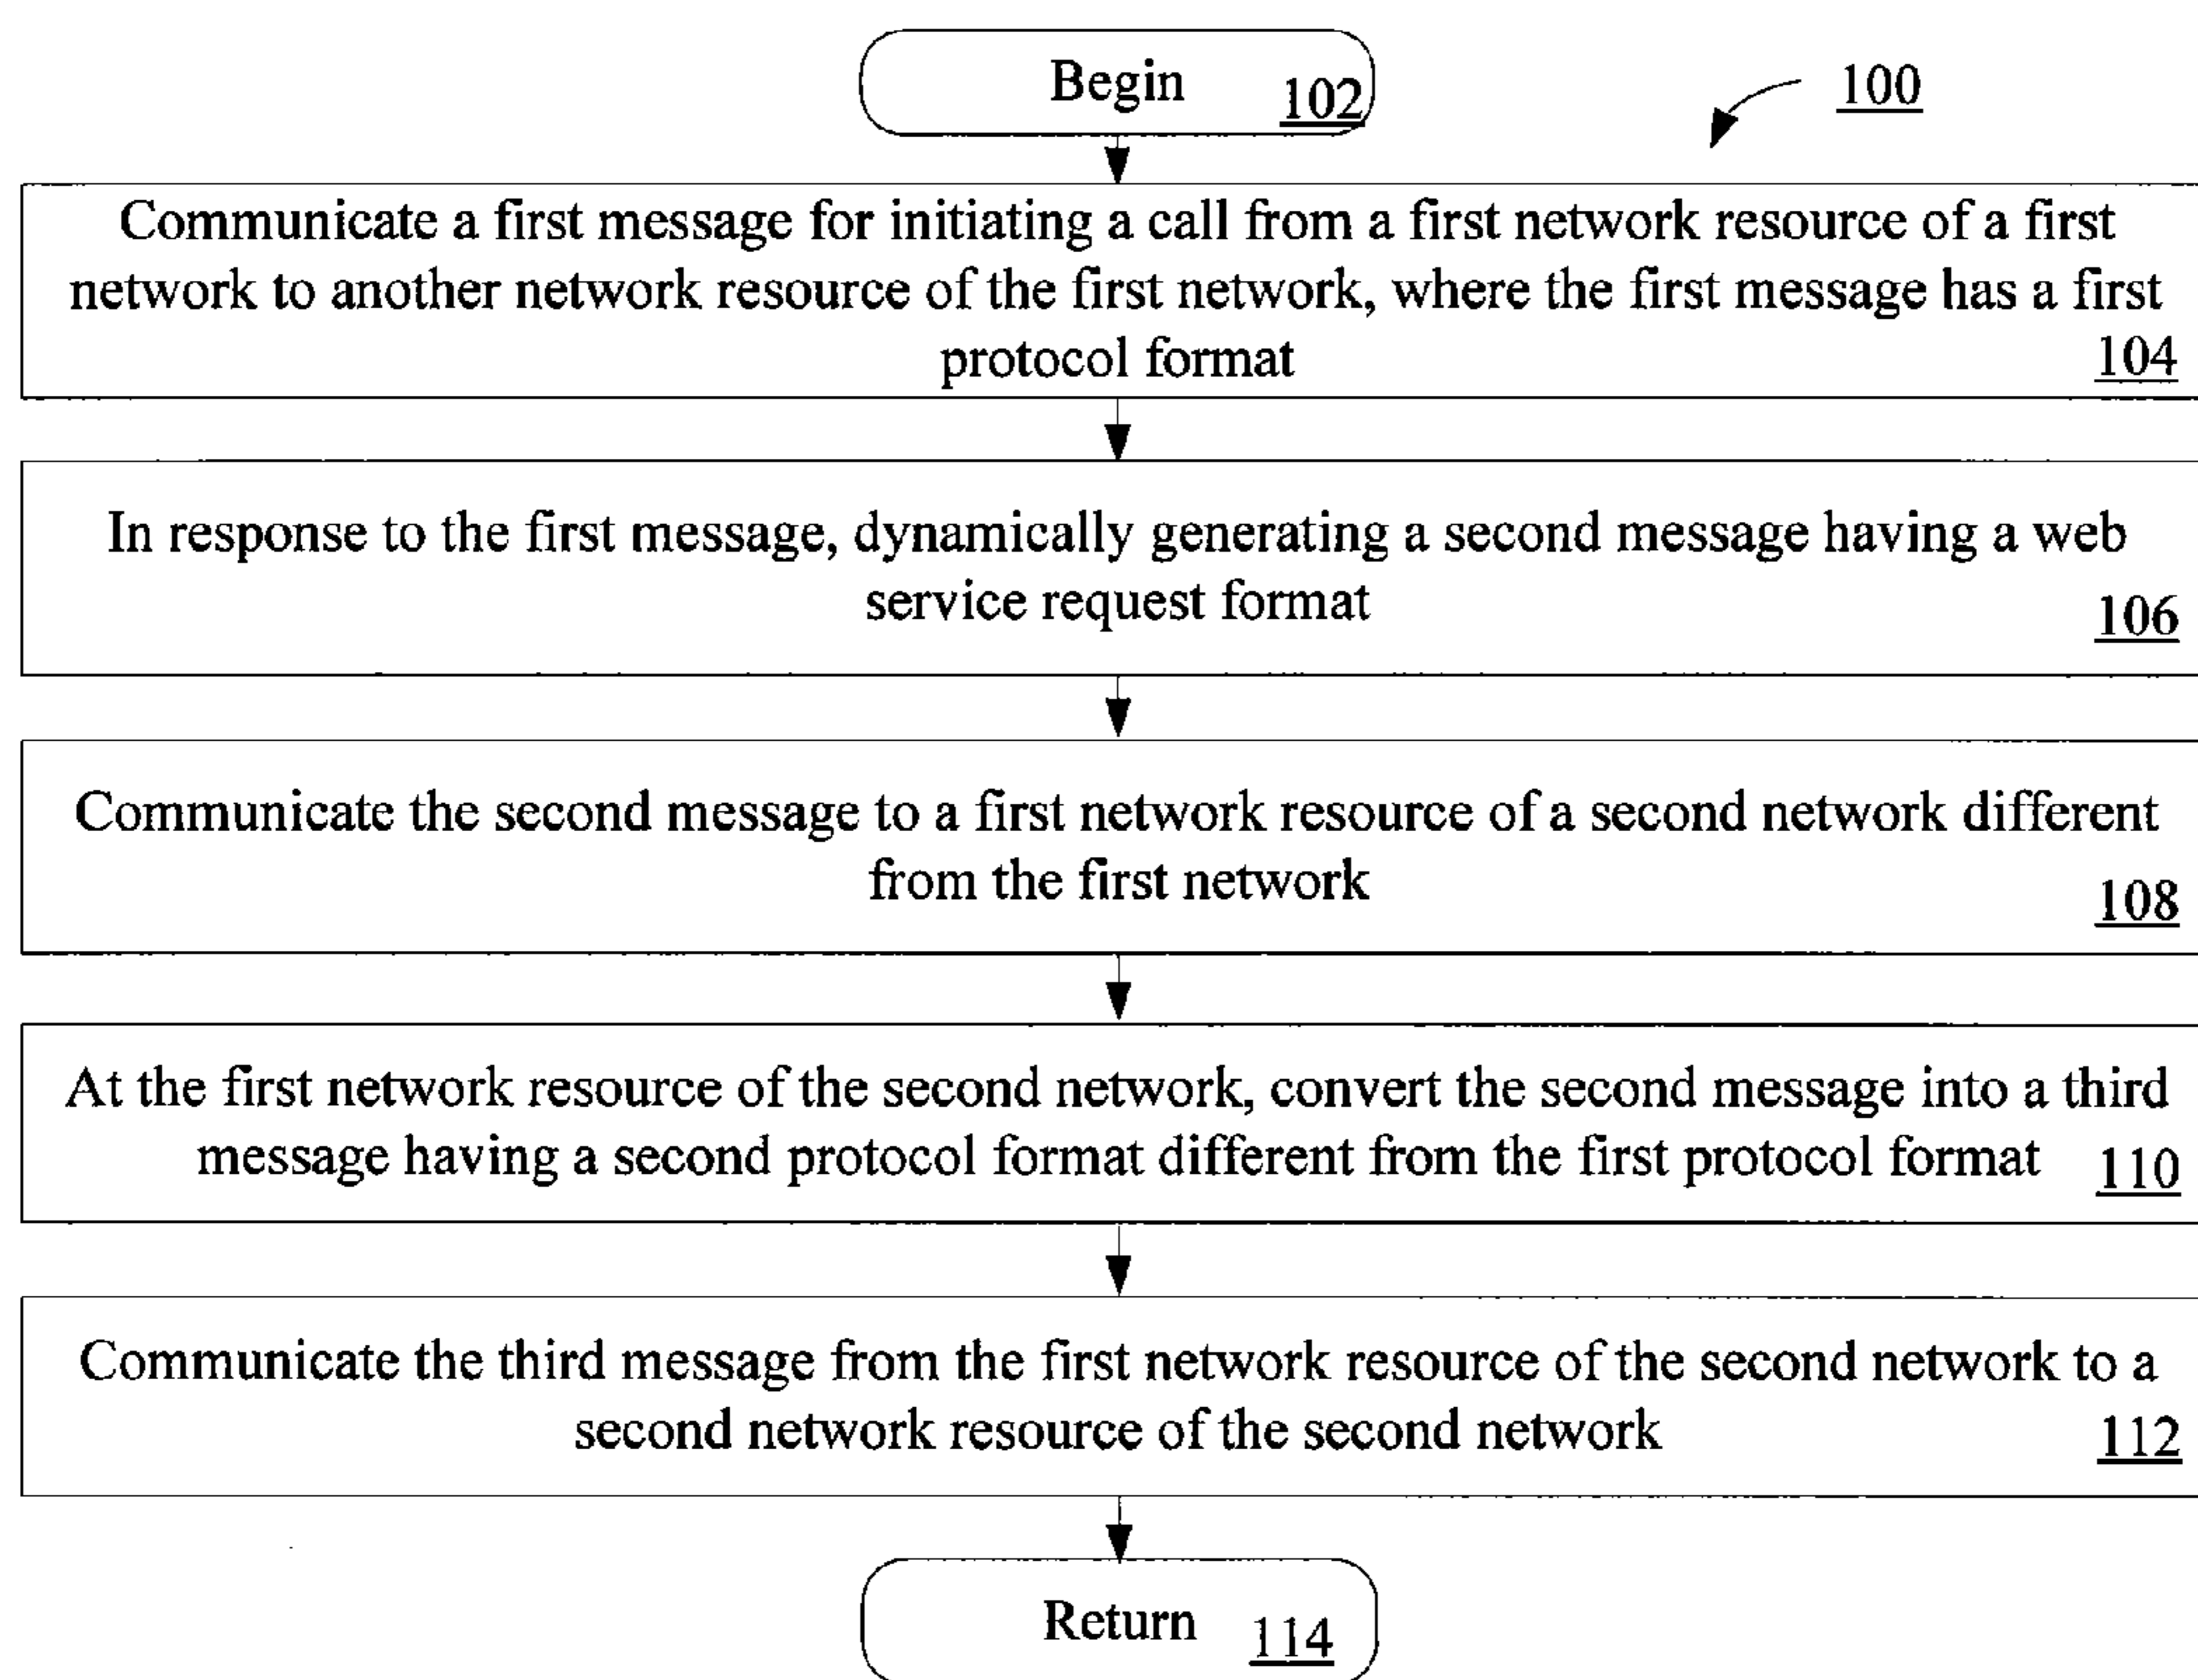 Begin 102
100
Communicate a first message for initiating a call from a first network resource of a first
network to another network resource of the first network, where the first message has a first
protocol format 104
In response to the first message, dynamically generating a second message having a web
service request format 106
Communicate the second message to a first network resource of a second network different
from the first network 108
At the first network resource of the second network, convert the second message into a third
message having a second protocol format different from the first protocol format 110
Communicate the third message from the first network resource of the second network to a
second network resource of the second network 112
Return 114